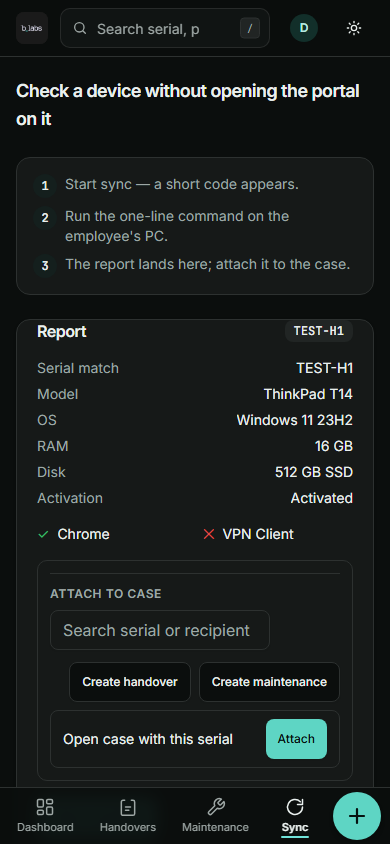 b_labs
Search serial, p
/
D
Check a device without opening the portal
on it
1 Start sync — a short code appears.
2 Run the one-line command on the
employee's PC.
3 The report lands here; attach it to the case.
Report TEST-H1
Serial match TEST-H1
Model ThinkPad T14
OS Windows 11 23H2
RAM 16 GB
Disk 512 GB SSD
Activation Activated
Chrome VPN Client
ATTACH TO CASE
Search serial or recipient
Create handover Create maintenance
Open case with this serial Attach
Dashboard Handovers Maintenance Sync